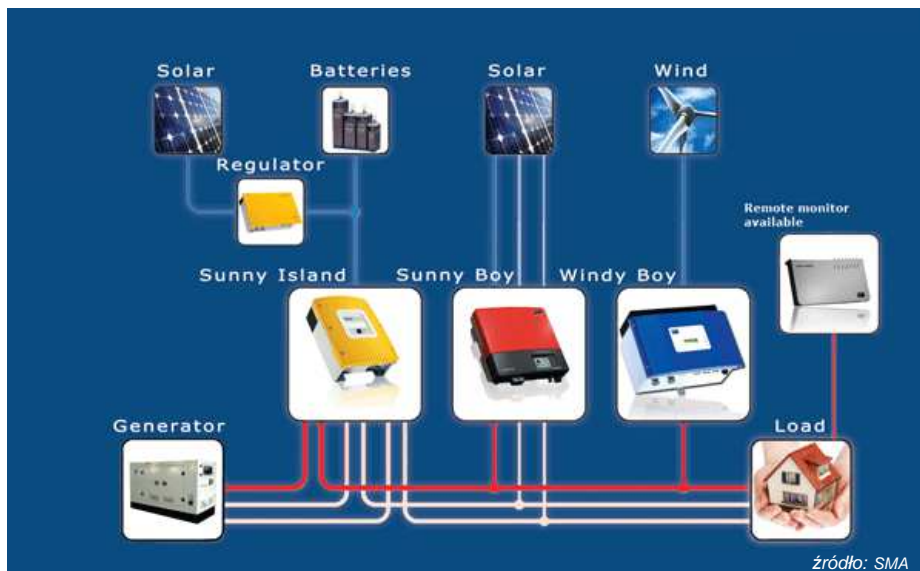 Solar
Batteries
Solar
Wind
Regulator
Remote monitor
available
Sunny Island
Sunny Boy
Windy Boy
Generator
Load
źródło: SMA